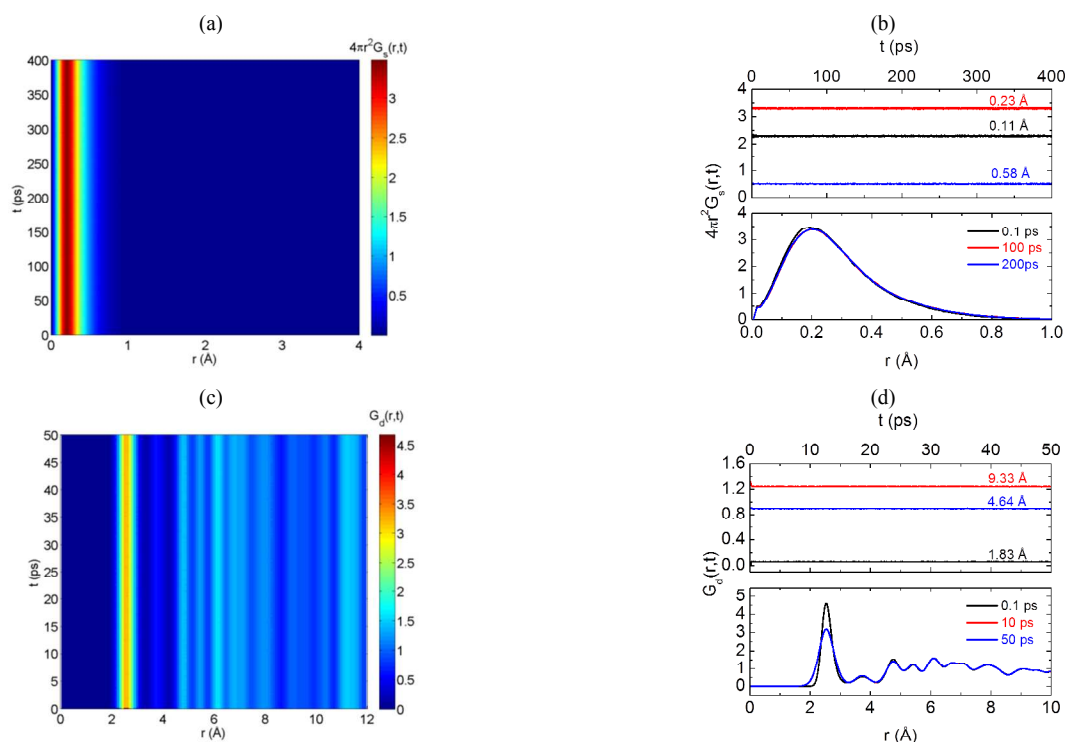 (a)
4πr²Gₛ(r,t)
400
350
300
250
200
150
100
50
0
t (ps)
0 1 2 3 4
r (Å)
3
2.5
2
1.5
1
0.5
(b)
t (ps)
0 100 200 300 400
4
3
2
1
0
0.23 Å
0.11 Å
0.58 Å
4πr²Gₛ(r,t)
4
3
2
1
0
0.1 ps
100 ps
200ps
0.0 0.2 0.4 0.6 0.8 1.0
r (Å)
(c)
G_d(r,t)
50
45
40
35
30
25
20
15
10
5
0
t (ps)
0 2 4 6 8 10 12
r (Å)
4.5
4
3.5
3
2.5
2
1.5
1
0.5
0
(d)
t (ps)
0 10 20 30 40 50
1.6
1.2
0.8
0.4
0.0
9.33 Å
4.64 Å
1.83 Å
G_d(r,t)
5
4
3
2
1
0
0.1 ps
10 ps
50 ps
0 2 4 6 8 10
r (Å)